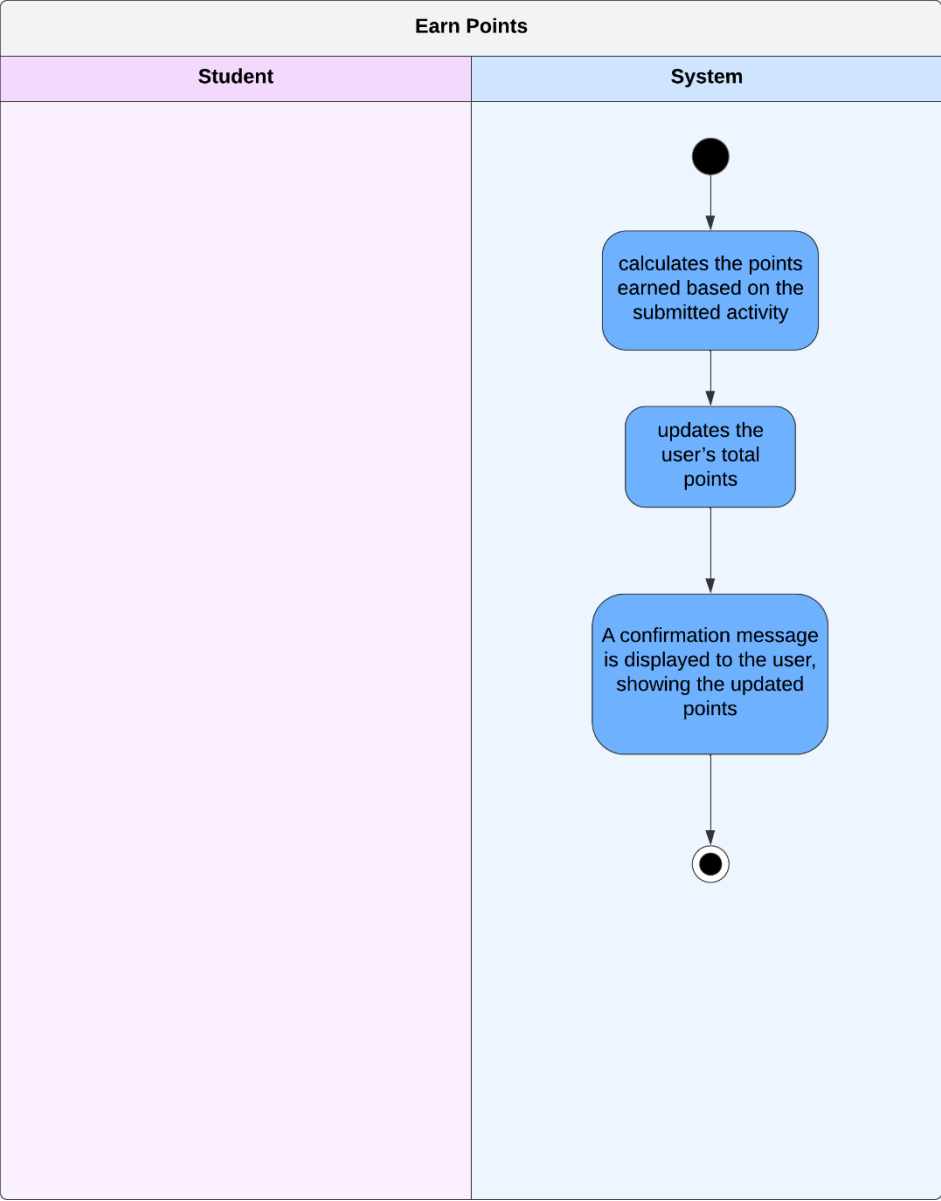 Earn Points
Student
System
calculates the points
earned based on the
submitted activity
updates the
user’s total
points
A confirmation message
is displayed to the user,
showing the updated
points